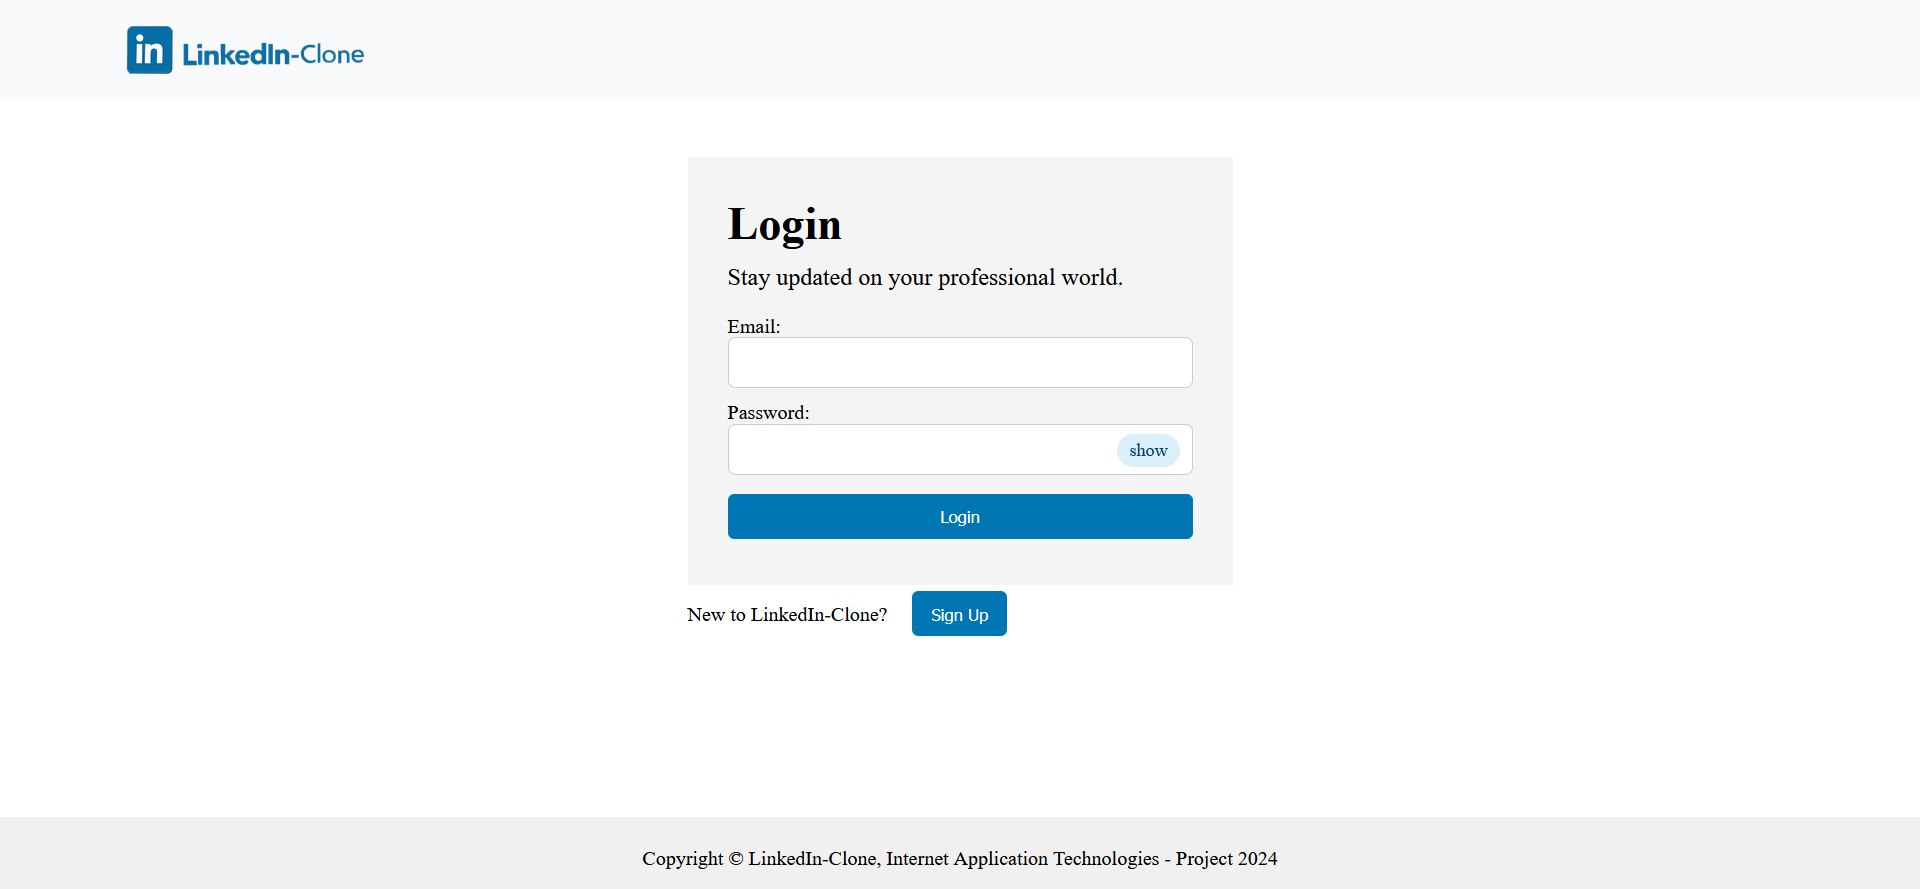 in LinkedIn-Clone
Login
Stay updated on your professional world.
Email:
Password:
show
Login
New to LinkedIn-Clone? Sign Up
Copyright © LinkedIn-Clone, Internet Application Technologies - Project 2024